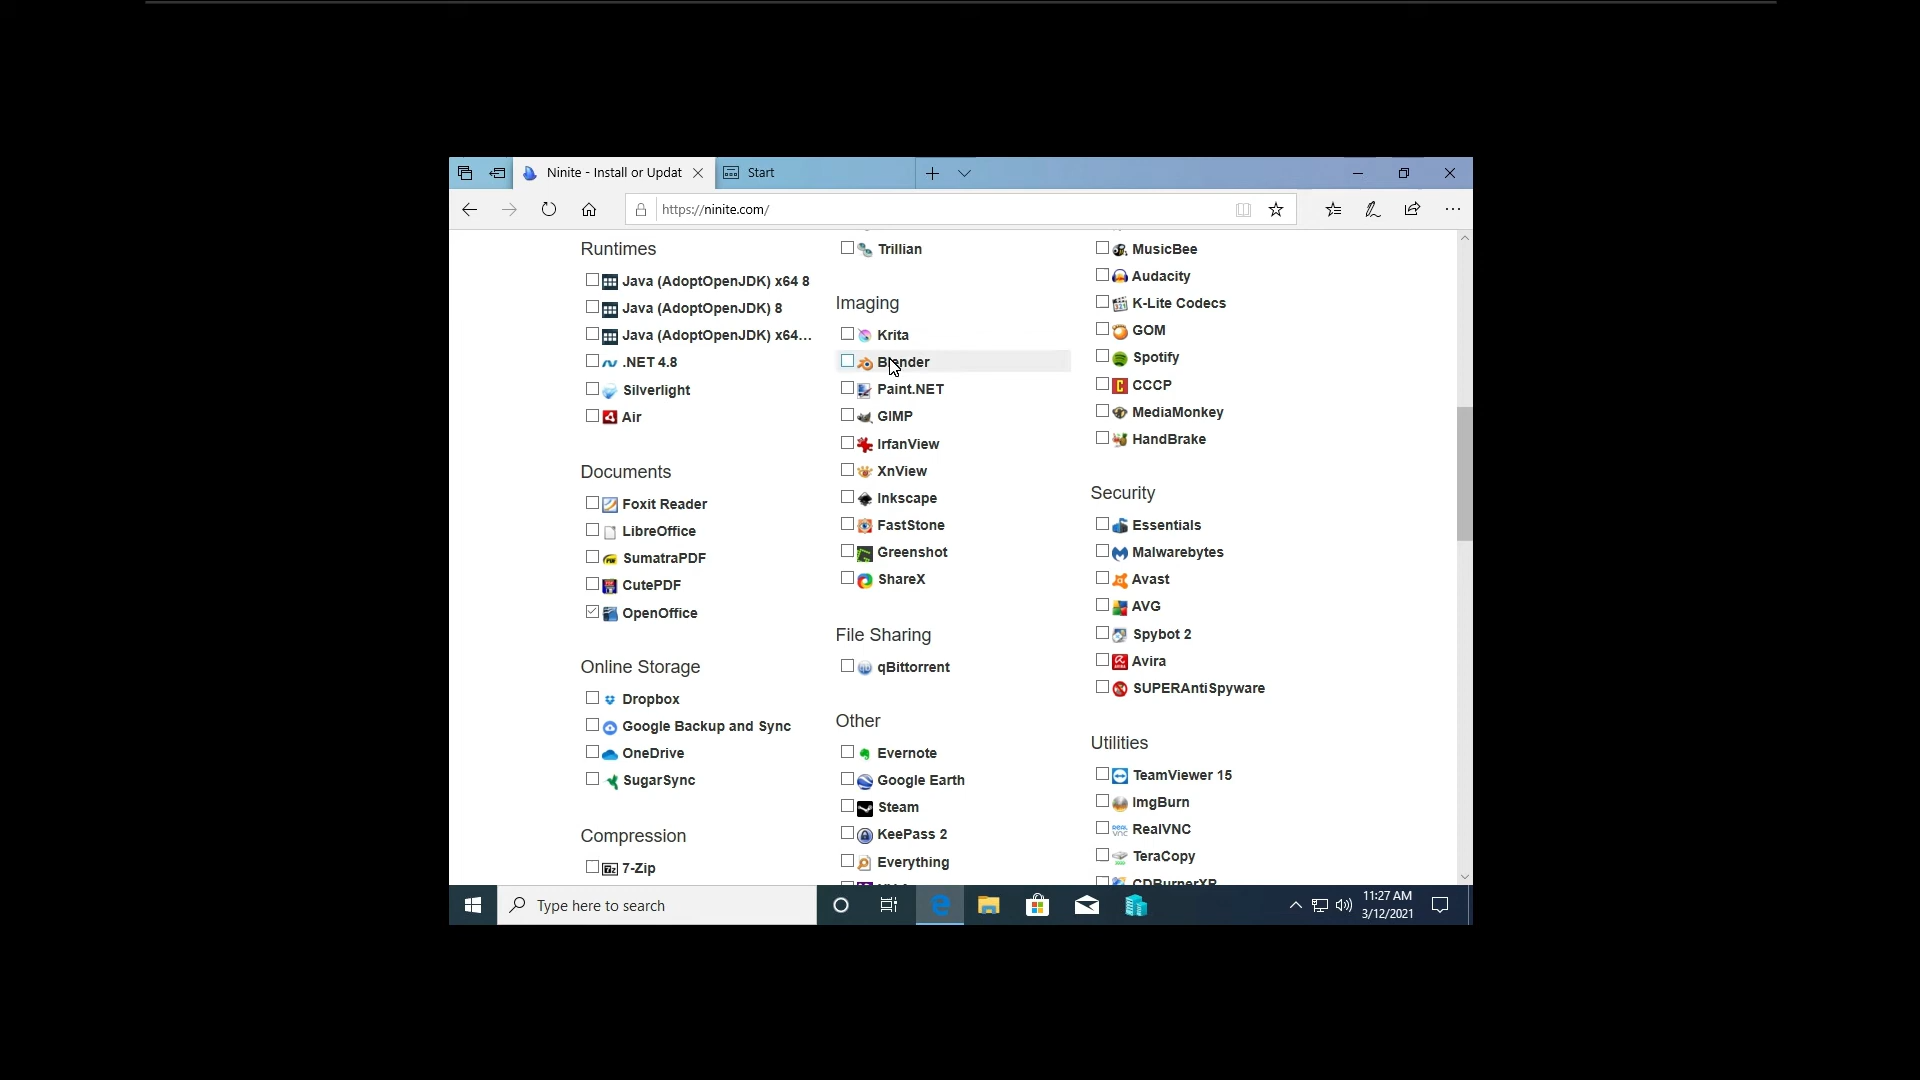 Ninite - Install or Updat
Start
https://ninite.com/
Runtimes
Java (AdoptOpenJDK) x64 8
Java (AdoptOpenJDK) 8
Java (AdoptOpenJDK) x64...
.NET 4.8
Silverlight
Air
Documents
Foxit Reader
LibreOffice
SumatraPDF
CutePDF
OpenOffice
Online Storage
Dropbox
Google Backup and Sync
OneDrive
SugarSync
Compression
7-Zip
Trillian
Imaging
Krita
Blender
Paint.NET
GIMP
IrfanView
XnView
Inkscape
FastStone
Greenshot
ShareX
File Sharing
qBittorrent
Other
Evernote
Google Earth
Steam
KeePass 2
Everything
MusicBee
Audacity
K-Lite Codecs
GOM
Spotify
CCCP
MediaMonkey
HandBrake
Security
Essentials
Malwarebytes
Avast
AVG
Spybot 2
Avira
SUPERAntiSpyware
Utilities
TeamViewer 15
ImgBurn
RealVNC
TeraCopy
CDBurnerXP
Type here to search
11:27 AM
3/12/2021